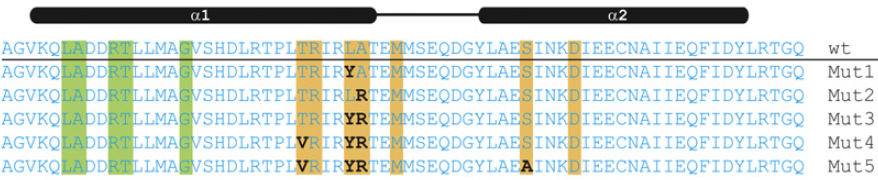 α1 α2
AGVKQLADDRTLLMAGVSHDLRTPLTRIRLATEMMSEQDGYLAESINKDIEECNAIIEQFIDYLRTGQ wt
AGVKQLADDRTLLMAGVSHDLRTPLTRIRYATEMMSEQDGYLAESINKDIEECNAIIEQFIDYLRTGQ Mut1
AGVKQLADDRTLLMAGVSHDLRTPLTRIRLRTEMMSEQDGYLAESINKDIEECNAIIEQFIDYLRTGQ Mut2
AGVKQLADDRTLLMAGVSHDLRTPLTRIRYRTEMMSEQDGYLAESINKDIEECNAIIEQFIDYLRTGQ Mut3
AGVKQLADDRTLLMAGVSHDLRTPLVRIRYRTEMMSEQDGYLAESINKDIEECNAIIEQFIDYLRTGQ Mut4
AGVKQLADDRTLLMAGVSHDLRTPLVRIRYRTEMMSEQDGYLAEAINKDIEECNAIIEQFIDYLRTGQ Mut5